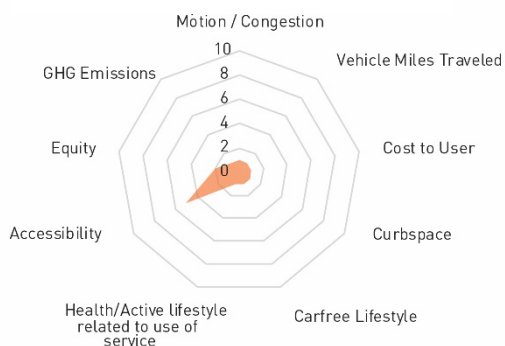 Motion / Congestion
Vehicle Miles Traveled
GHG Emissions
10
8
6
4
2
0
Equity
Cost to User
Accessibility
Curbspace
Health/Active lifestyle
related to use of
service
Carfree Lifestyle